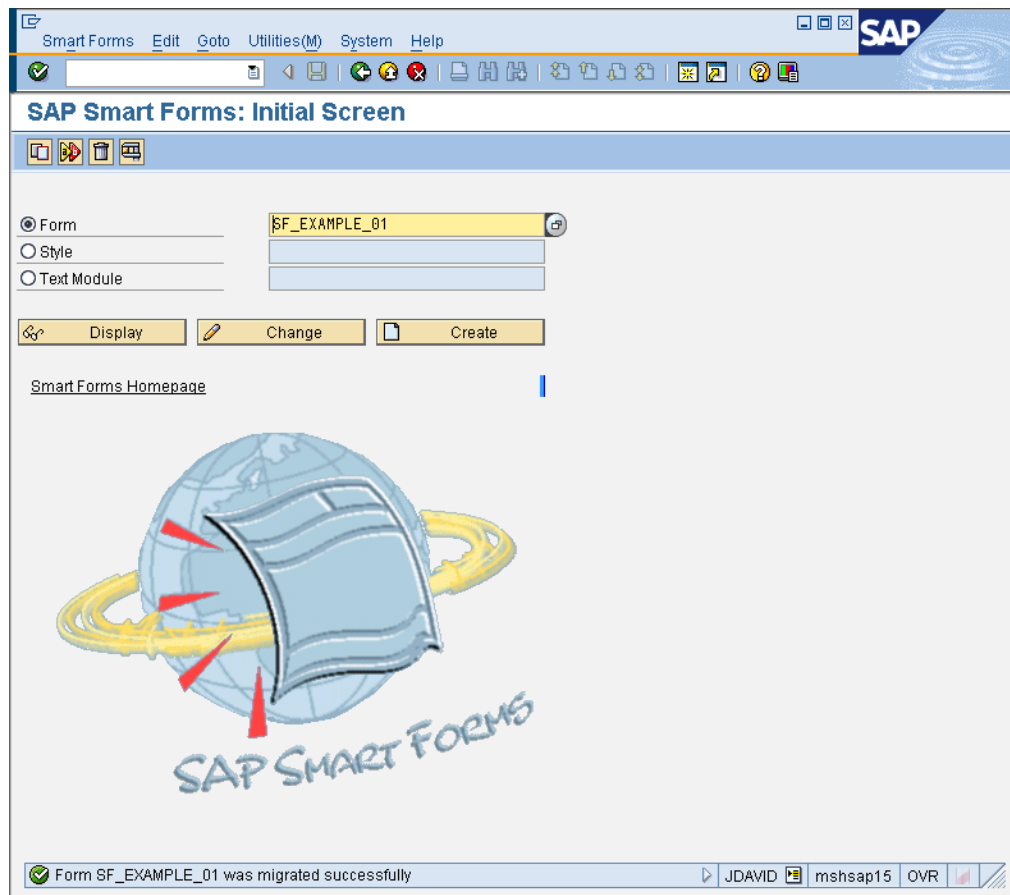 Smart Forms Edit Goto Utilities(M) System Help
SAP
SAP Smart Forms: Initial Screen
Form SF_EXAMPLE_01
Style
Text Module
Display Change Create
Smart Forms Homepage
SAP SMART FORMS
Form SF_EXAMPLE_01 was migrated successfully JDAVID mshsap15 OVR